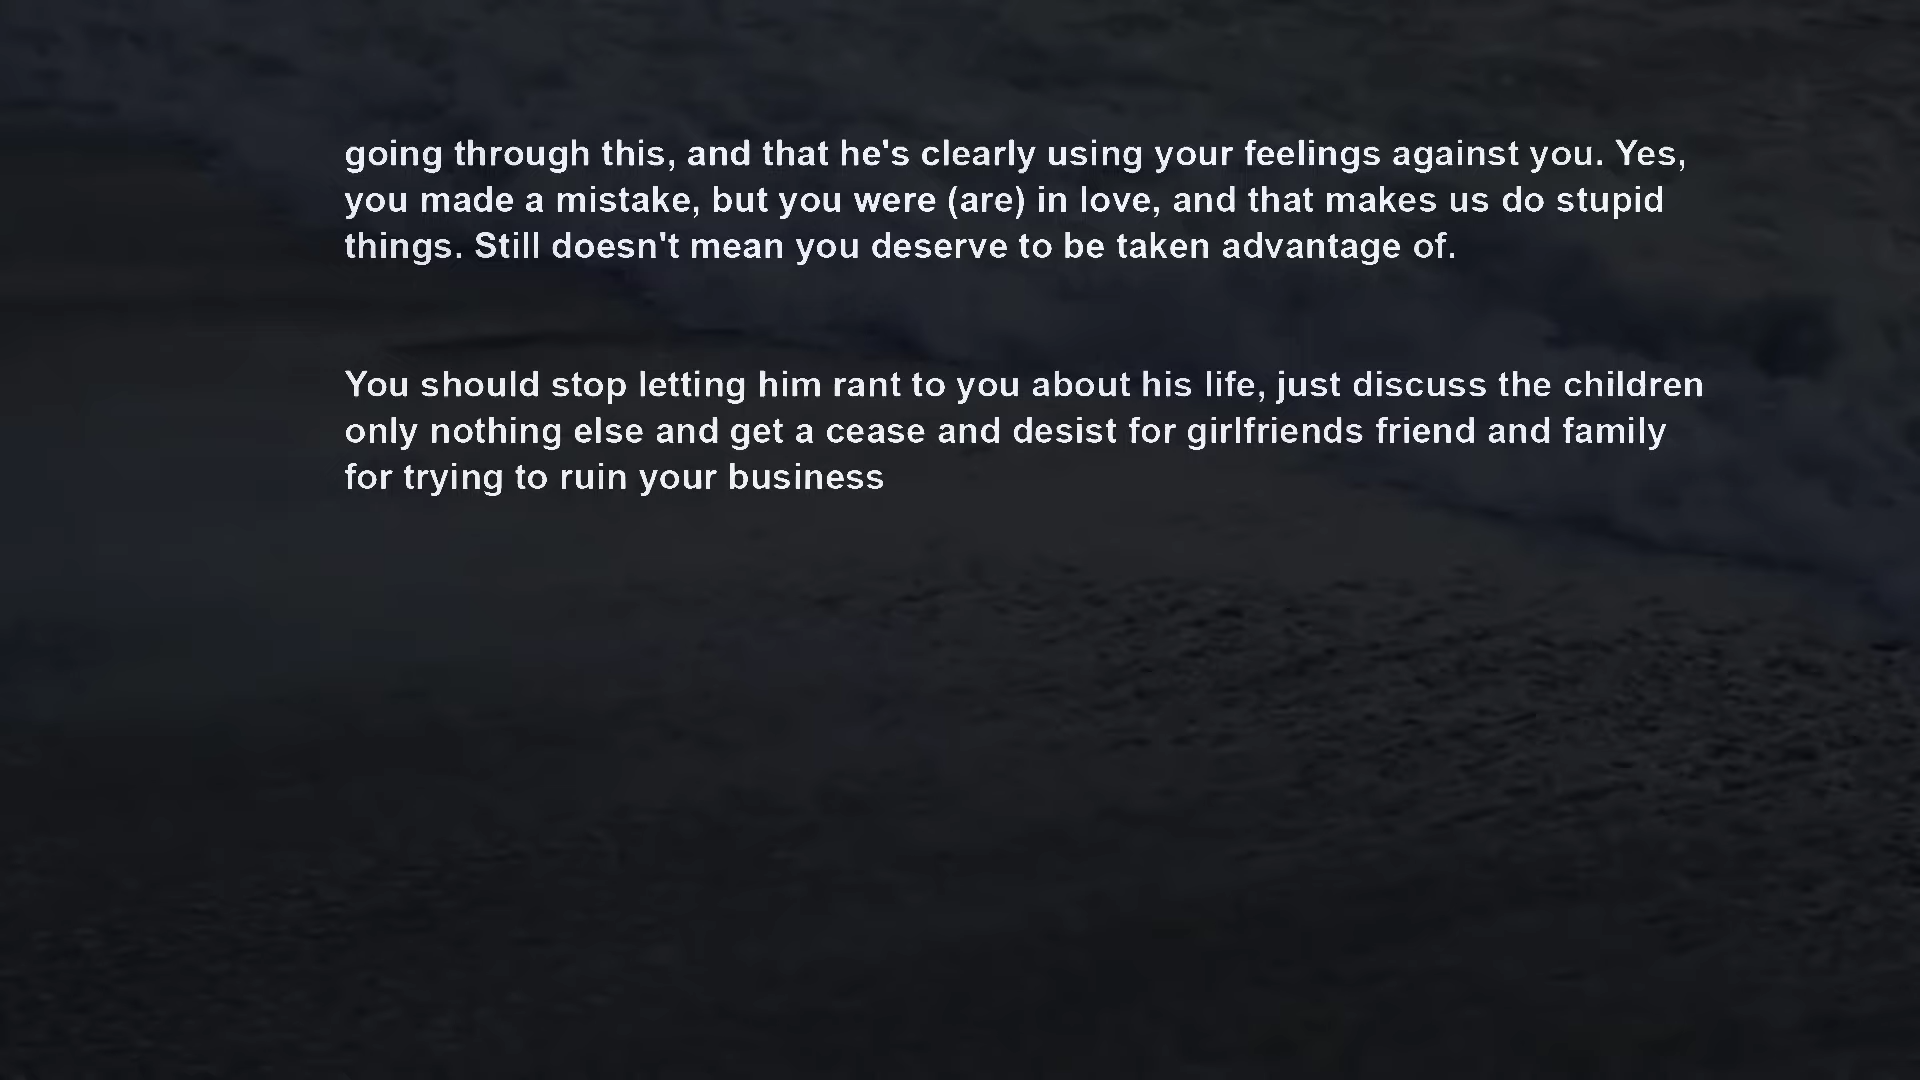 going through this, and that he's clearly using your feelings against you. Yes,
you made a mistake, but you were (are) in love, and that makes us do stupid
things. Still doesn't mean you deserve to be taken advantage of.
You should stop letting him rant to you about his life, just discuss the children
only nothing else and get a cease and desist for girlfriends friend and family
for trying to ruin your business